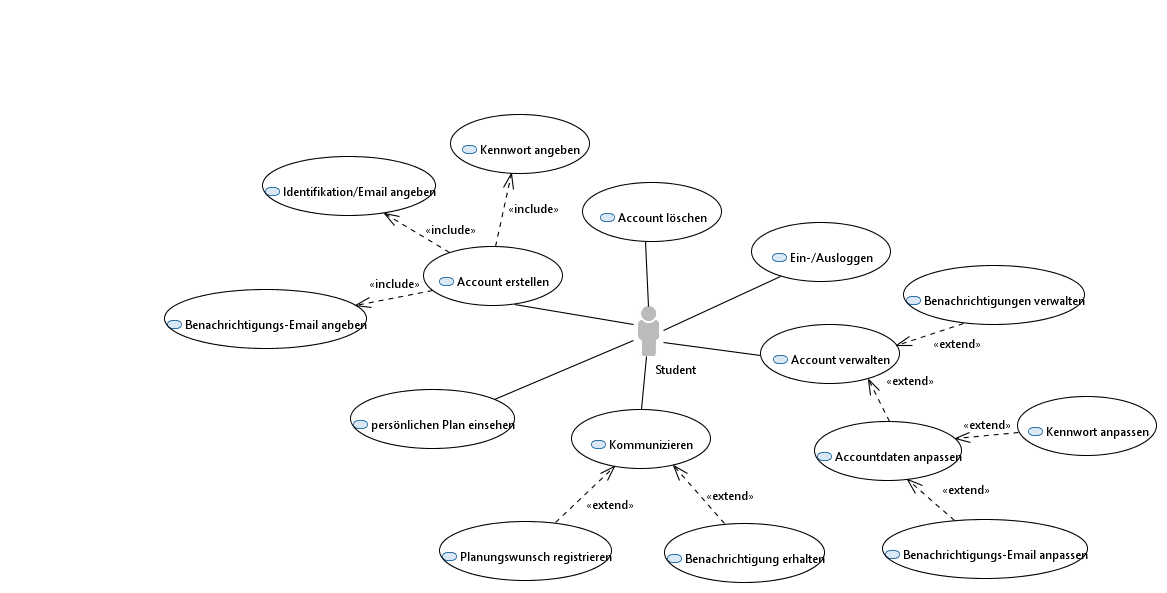 Kennwort angeben
Identifikation/Email angeben
«include»
Account löschen
«include»
Ein-/Ausloggen
Account erstellen
«include»
Benachrichtigungen verwalten
Benachrichtigungs-Email angeben
«extend»
Account verwalten
Student
«extend»
persönlichen Plan einsehen
«extend»
Kennwort anpassen
Kommunizieren
Accountdaten anpassen
«extend»
«extend»
«extend»
Planungswunsch registrieren
Benachrichtigung erhalten
Benachrichtigungs-Email anpassen